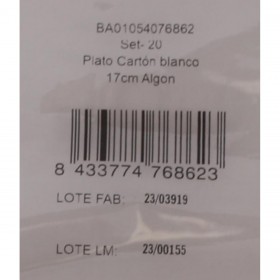 BA01054076862
Set- 20
Plato Cartón blanco
17cm Algon
8 433774 768623
LOTE FAB: 23/03919
LOTE LM: 23/00155